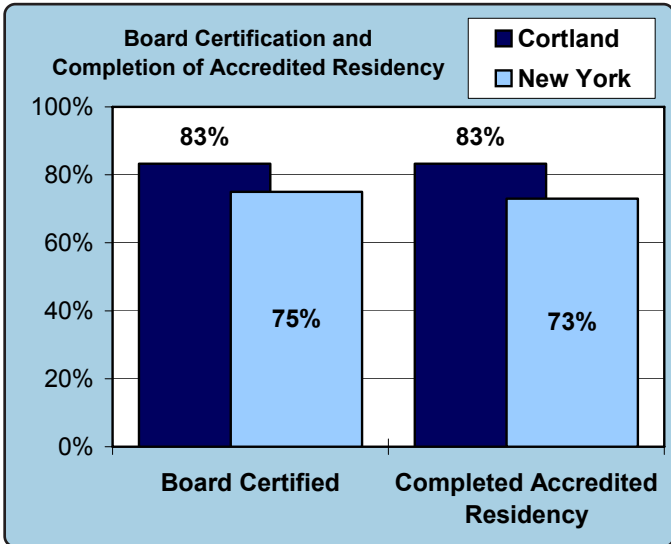 Board Certification and
Completion of Accredited Residency
Cortland
New York
100%
80%
60%
40%
20%
0%
83%
75%
83%
73%
Board Certified
Completed Accredited
Residency